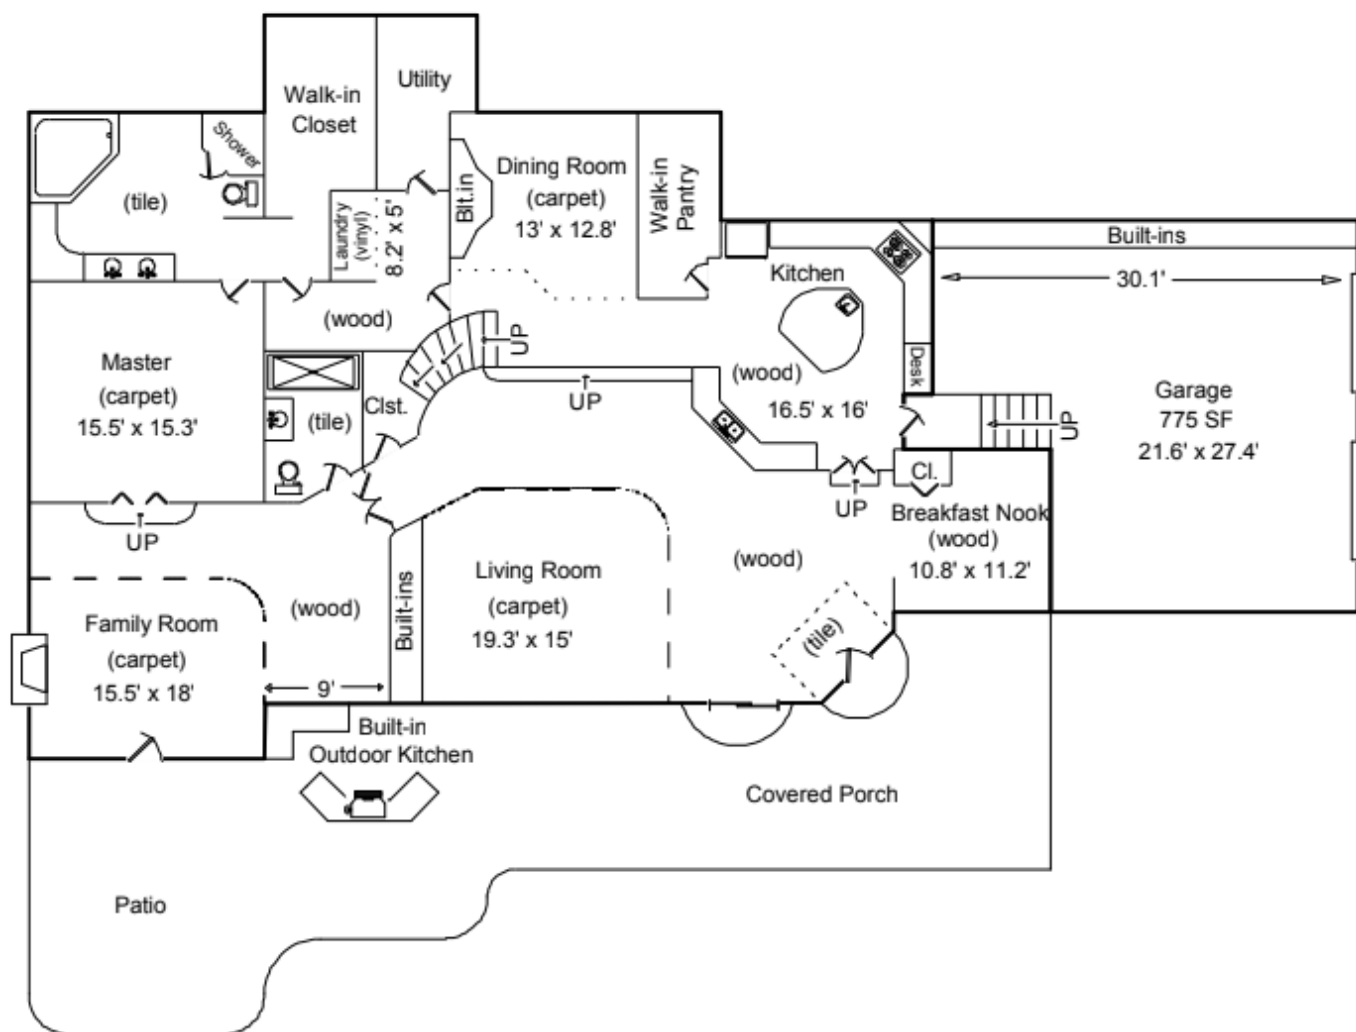 Utility
Walk-in
Closet
Shower
(tile)
Laundry
(vinyl)
8.2' x 5'
Blt.in
Dining Room
(carpet)
13' x 12.8'
Walk-in
Pantry
Built-ins
30.1'
Kitchen
(wood)
UP
Master
(carpet)
15.5' x 15.3'
Clst.
(tile)
UP
(wood)
16.5' x 16'
Desk
Garage
775 SF
21.6' x 27.4'
UP
UP
Cl.
UP
Breakfast Nook
(wood)
10.8' x 11.2'
Living Room
(carpet)
19.3' x 15'
(wood)
(tile)
Built-ins
(wood)
Family Room
(carpet)
15.5' x 18'
9'
Built-in
Outdoor Kitchen
Covered Porch
Patio